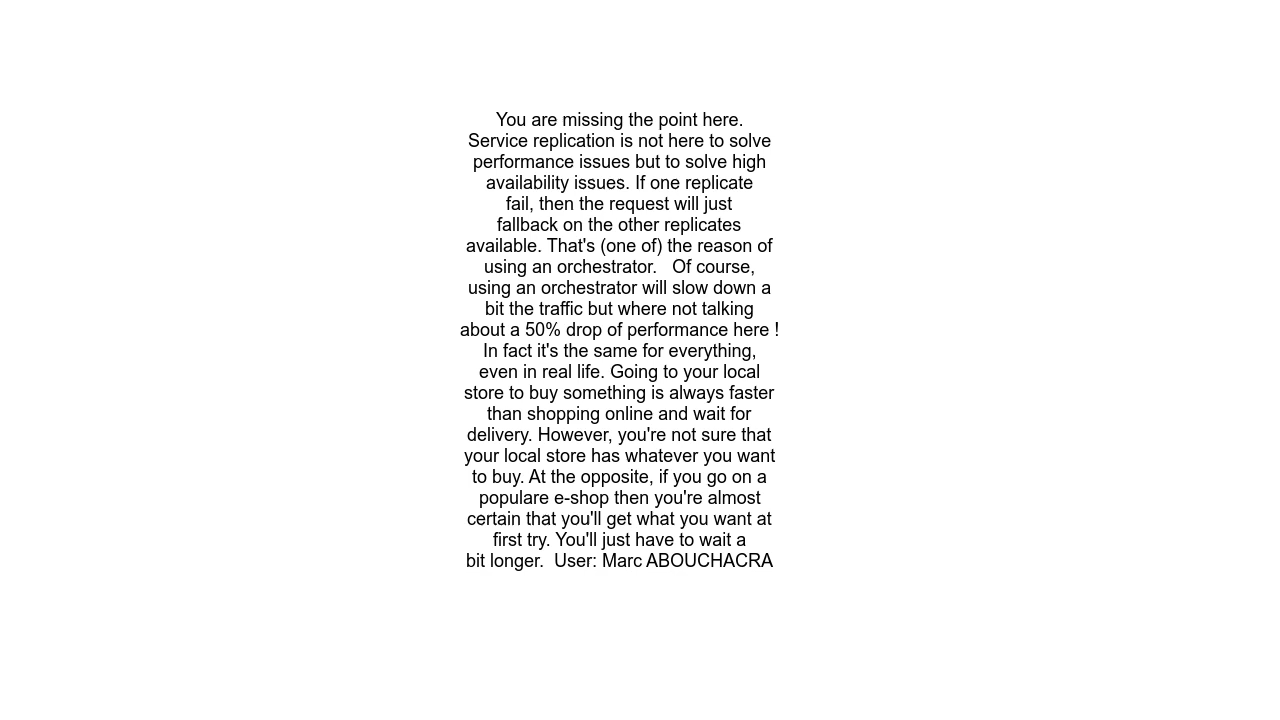 You are missing the point here.
Service replication is not here to solve
performance issues but to solve high
availability issues. If one replicate
fail, then the request will just
fallback on the other replicates
available. That's (one of) the reason of
using an orchestrator.   Of course,
using an orchestrator will slow down a
bit the traffic but where not talking
about a 50% drop of performance here !
In fact it's the same for everything,
even in real life. Going to your local
store to buy something is always faster
than shopping online and wait for
delivery. However, you're not sure that
your local store has whatever you want
to buy. At the opposite, if you go on a
populare e-shop then you're almost
certain that you'll get what you want at
first try. You'll just have to wait a
bit longer.  User: Marc ABOUCHACRA